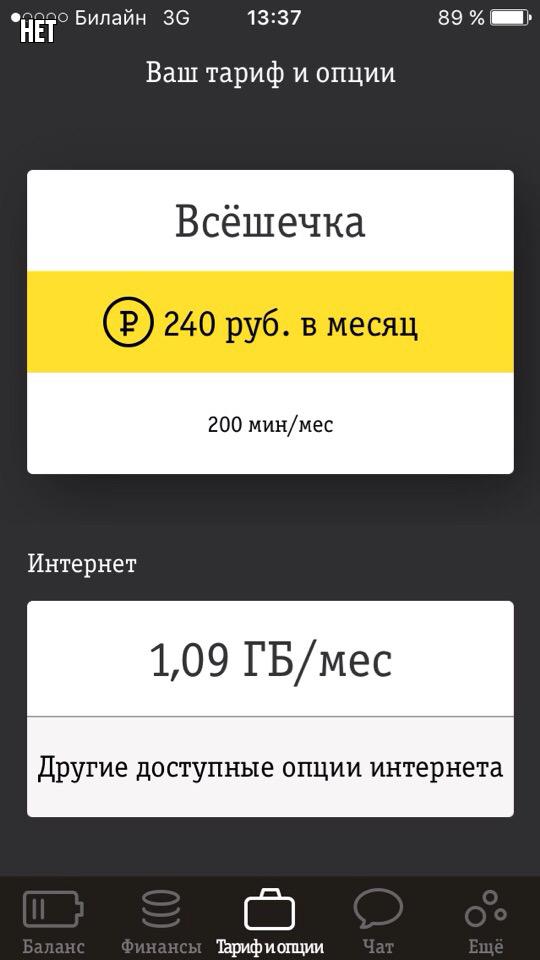 Билайн 3G 13:37 89 %
НЕТ
Ваш тариф и опции
Всёшечка
₽ 240 руб. в месяц
200 мин/мес
Интернет
1,09 ГБ/мес
Другие доступные опции интернета
Баланс Финансы Тариф и опции Чат Ещё